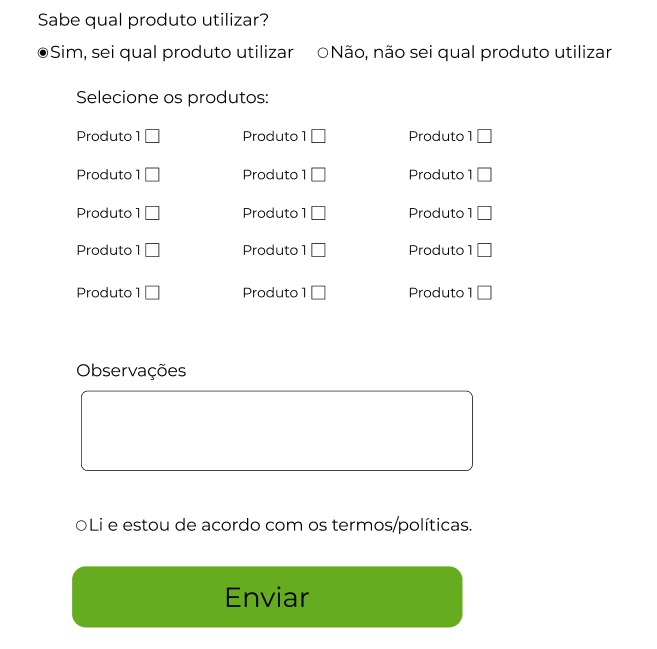 Sabe qual produto utilizar?
Sim, sei qual produto utilizar Não, não sei qual produto utilizar
Selecione os produtos:
Produto 1 Produto 1 Produto 1
Produto 1 Produto 1 Produto 1
Produto 1 Produto 1 Produto 1
Produto 1 Produto 1 Produto 1
Produto 1 Produto 1 Produto 1
Observações
Li e estou de acordo com os termos/políticas.
Enviar